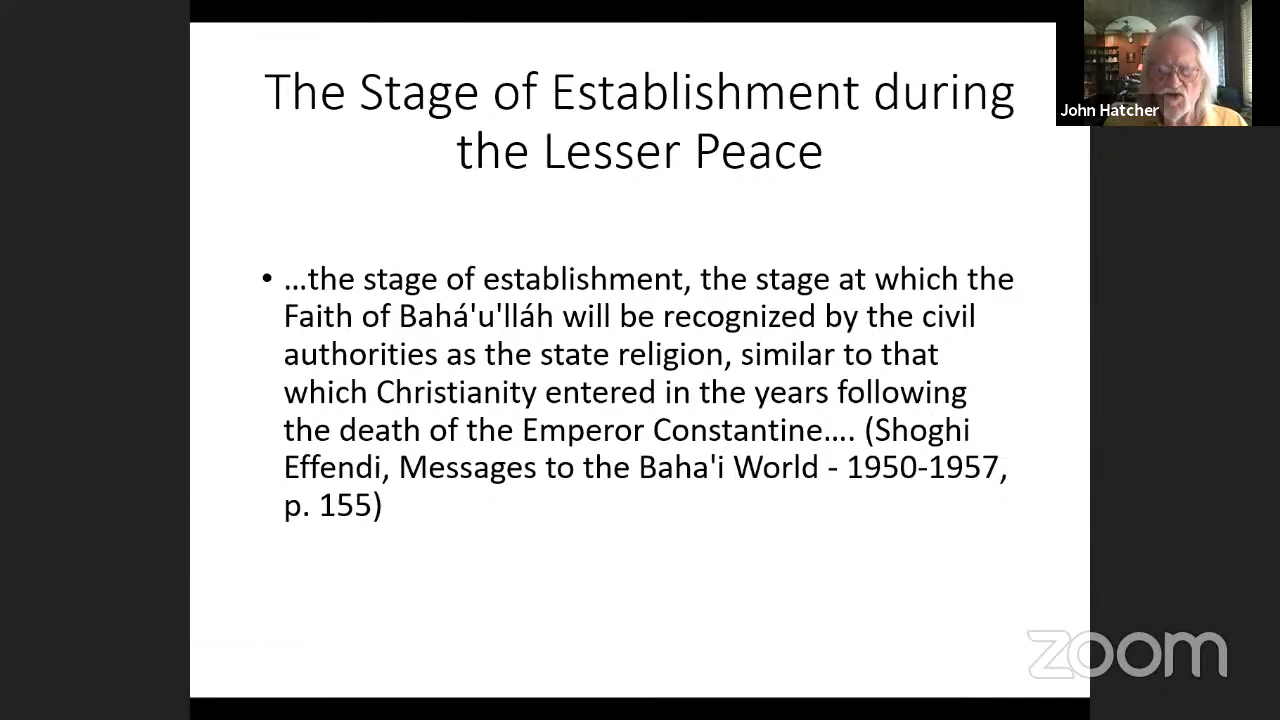 The Stage of Establishment during
the Lesser Peace
John Hatcher
• …the stage of establishment, the stage at which the
Faith of Bahá'u'lláh will be recognized by the civil
authorities as the state religion, similar to that
which Christianity entered in the years following
the death of the Emperor Constantine…. (Shoghi
Effendi, Messages to the Baha'i World - 1950-1957,
p. 155)
zoom